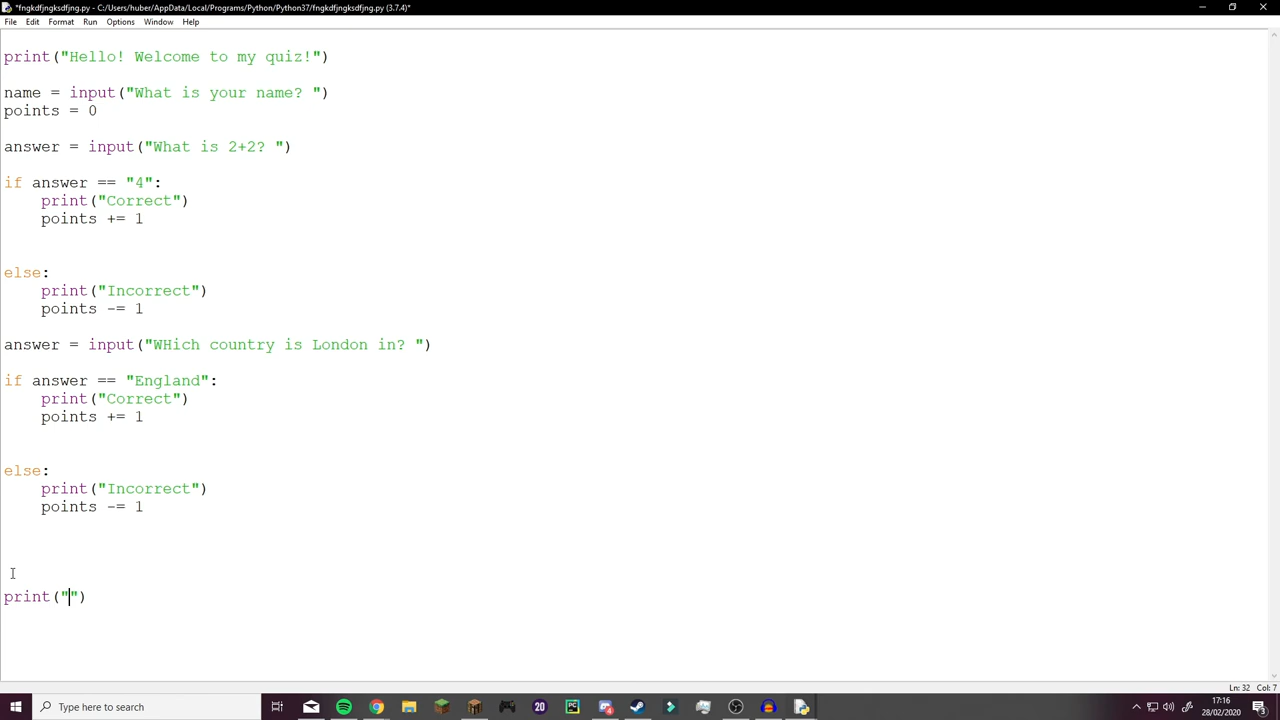 *fngkdfjngksdfjng.py - C:/Users/huber/AppData/Local/Programs/Python/Python37/fngkdfjngksdfjng.py (3.7.4)*
File Edit Format Run Options Window Help
print("Hello! Welcome to my quiz!")
name = input("What is your name? ")
points = 0
answer = input("What is 2+2? ")
if answer == "4":
print("Correct")
points += 1
else:
print("Incorrect")
points -= 1
answer = input("WHich country is London in? ")
if answer == "England":
print("Correct")
points += 1
else:
print("Incorrect")
points -= 1
print("")
Ln: 32 Col: 7
Type here to search
20
PC
4
17:16
28/02/2020
3